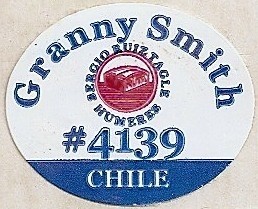 Granny Smith
SERGIO RUIZ TAGLE
HUMERES
#4139
CHILE